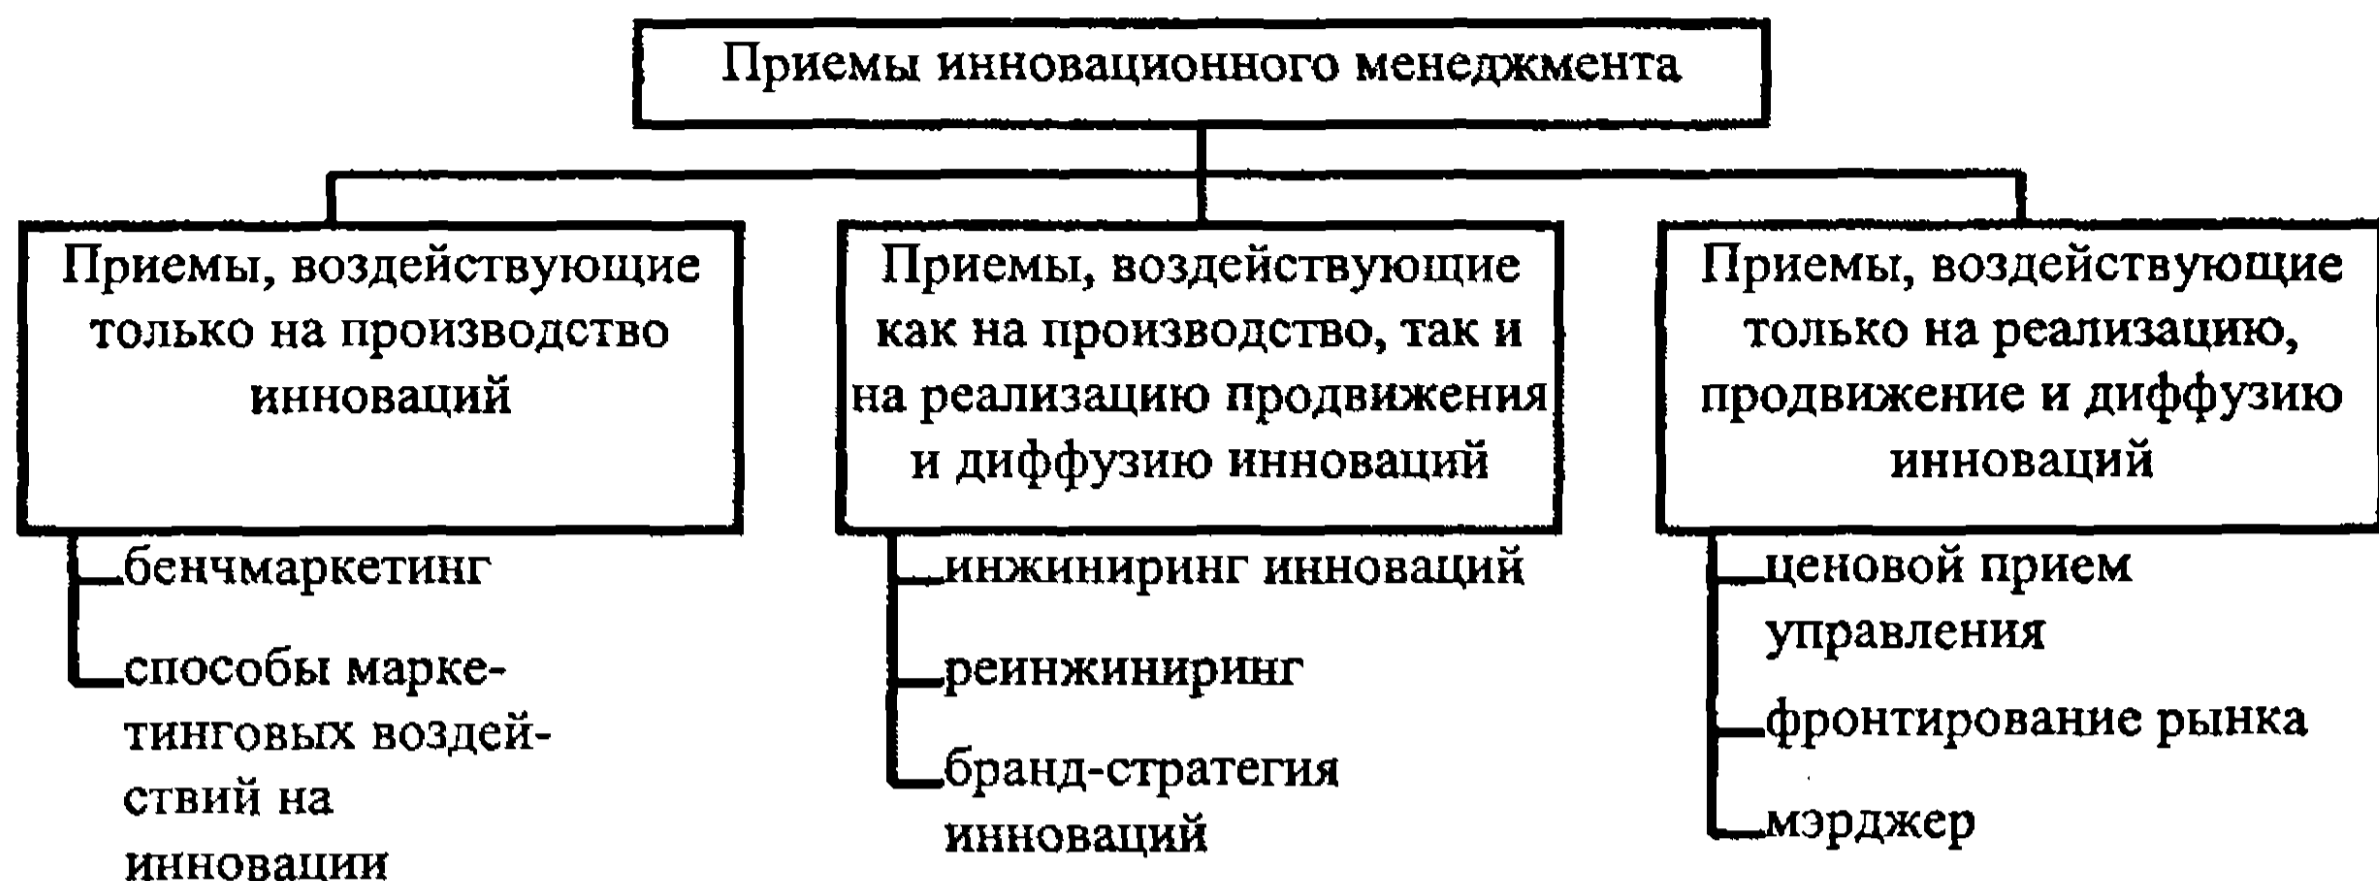 Приемы инновационного менеджмента
Приемы, воздействующие
только на производство
инноваций
бенчмаркетинг
способы марке-
тинговых воздей-
ствий на
инновации
Приемы, воздействующие
как на производство, так и
на реализацию продвижения
и диффузию инноваций
инжиниринг инноваций
реинжиниринг
бранд-стратегия
инноваций
Приемы, воздействующие
только на реализацию,
продвижение и диффузию
инноваций
ценовой прием
управления
фронтирование рынка
мэрджер